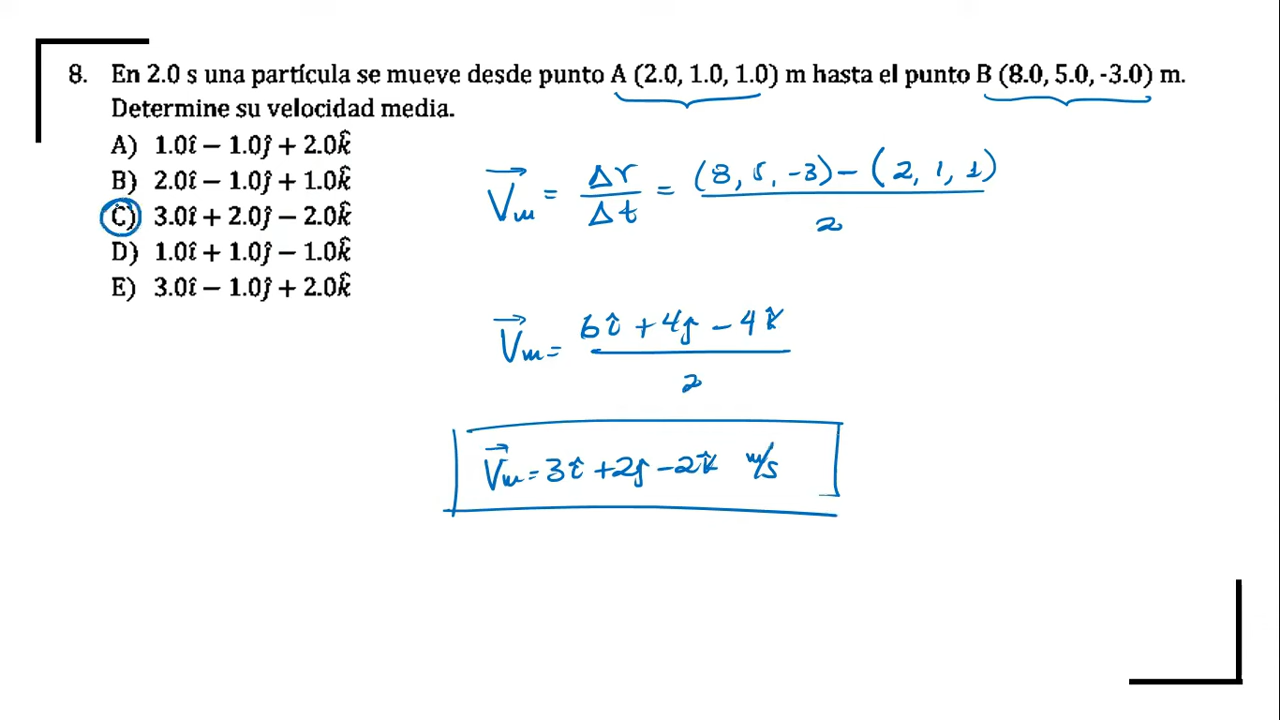 8. En 2.0 s una partícula se mueve desde punto A (2.0, 1.0, 1.0) m hasta el punto B (8.0, 5.0, -3.0) m.
Determine su velocidad media.
A) 1.0î − 1.0ĵ + 2.0k̂
B) 2.0î − 1.0ĵ + 1.0k̂
C) 3.0î + 2.0ĵ − 2.0k̂
D) 1.0î + 1.0ĵ − 1.0k̂
E) 3.0î − 1.0ĵ + 2.0k̂
V⃗m = Δr/Δt = (8, 5, -3) − (2, 1, 1)/2
V⃗m = 6î + 4ĵ − 4k̂/2
V⃗m = 3î + 2ĵ − 2k̂ m/s